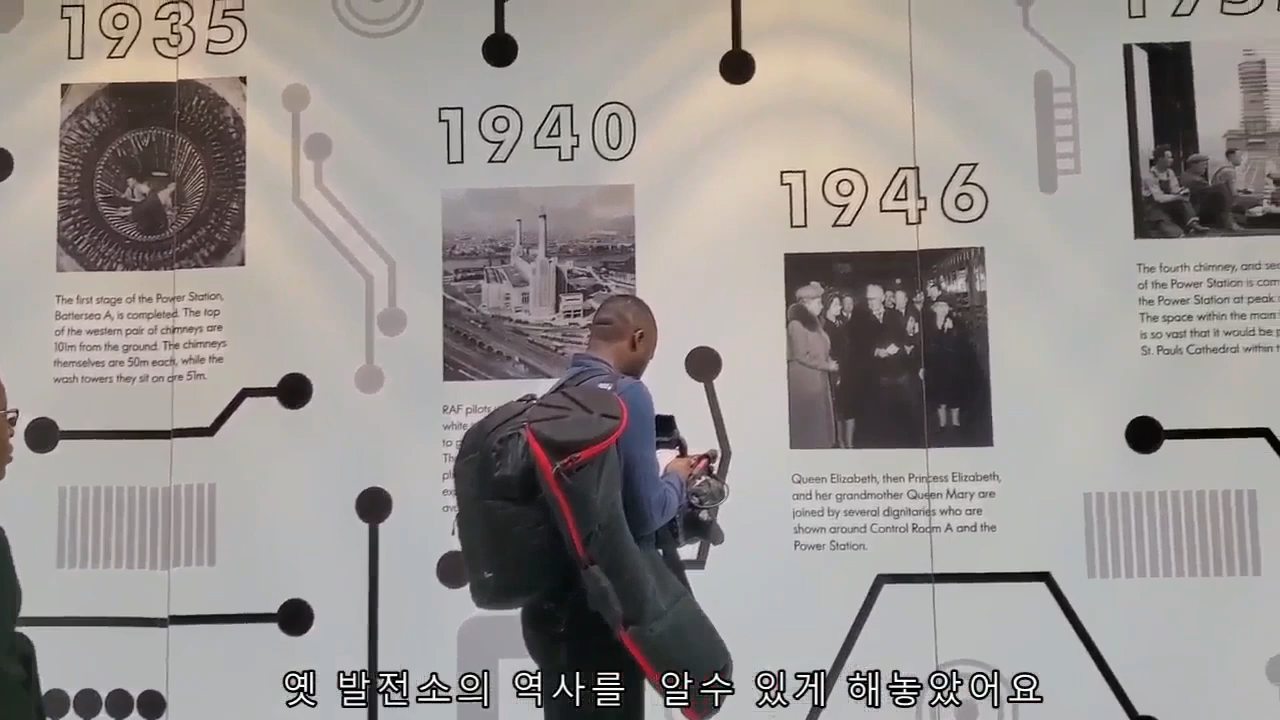 1935
The first stage of the Power Station,
Battersea A, is completed. The top
of the western pair of chimneys are
101m from the ground. The chimneys
themselves are 50m each, while the
wash towers they sit on are 51m.
1940
RAF pilots
white
to
1946
Queen Elizabeth, then Princess Elizabeth,
and her grandmother Queen Mary are
joined by several dignitaries who are
shown around Control Room A and the
Power Station.
The fourth chimney, and
of the Power Station is
the Power Station at peak.
The space within the main
is so vast that it would be
St. Pauls Cathedral within
옛 발전소의 역사를 알수 있게 해놓았어요